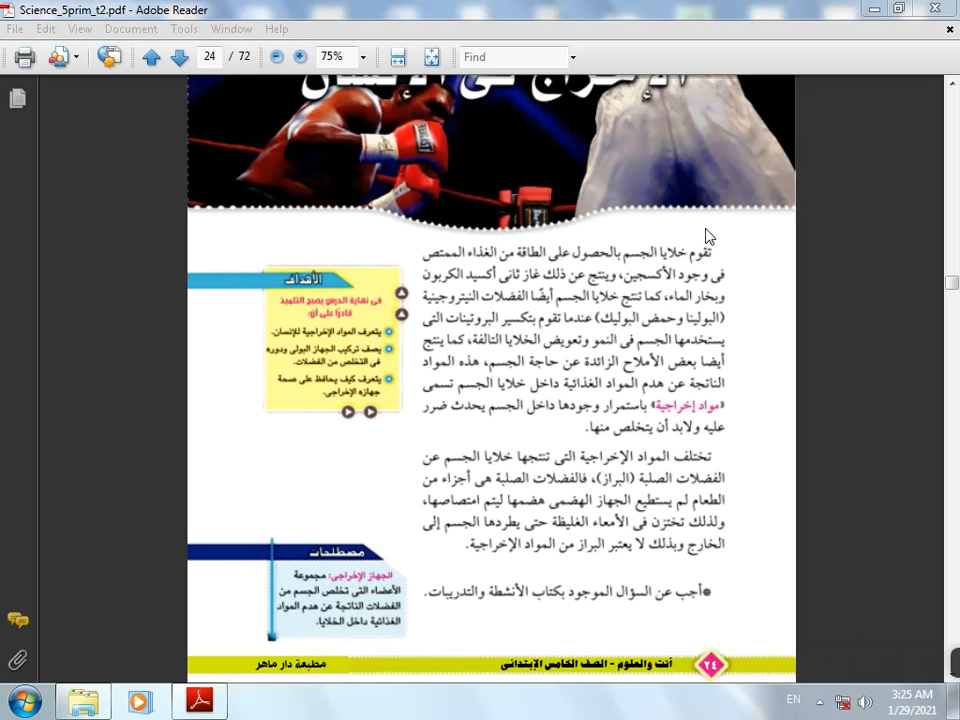 Science_5prim_t2.pdf - Adobe Reader
File Edit View Document Tools Window Help
24 / 72 75% Find
الإخراج فى الإنسان
EVERLAST
تقوم خلايا الجسم بالحصول على الطاقة من الغذاء الممتص
فى وجود الأكسجين، وينتج عن ذلك غاز ثانى أكسيد الكربون
وبخار الماء، كما تنتج خلايا الجسم أيضًا الفضلات النيتروجينية
(البولينا وحمض البوليك) عندما تقوم بتكسير البروتينات التى
يستخدمها الجسم فى النمو وتعويض الخلايا التالفة، كما ينتج
أيضا بعض الأملاح الزائدة عن حاجة الجسم، هذه المواد
الناتجة عن هدم المواد الغذائية داخل خلايا الجسم تسمى
«مواد إخراجية» باستمرار وجودها داخل الجسم يحدث ضرر
عليه ولابد أن يتخلص منها.
تختلف المواد الإخراجية التى تنتجها خلايا الجسم عن
الفضلات الصلبة (البراز)، فالفضلات الصلبة هى أجزاء من
الطعام لم يستطيع الجهاز الهضمى هضمها ليتم امتصاصها،
ولذلك تختزن فى الأمعاء الغليظة حتى يطردها الجسم إلى
الخارج وبذلك لا يعتبر البراز من المواد الإخراجية.
*أجب عن السؤال الموجود بكتاب الأنشطة والتدريبات.
الأهداف
فى نهاية الدرس يصبح التلميذ
قادرًا على أن:
يتعرف المواد الإخراجية للإنسان.
يصف تركيب الجهاز البولى ودوره
فى التخلص من الفضلات.
يتعرف كيف يحافظ على صحة
جهازه الإخراجى.
مصطلحات
الجهاز الإخراجى: مجموعة
الأعضاء التى تخلص الجسم من
الفضلات الناتجة عن هدم المواد
الغذائية داخل الخلايا.
٢٤ أنت والعلوم - الصف الخامس الإبتدائى مطبعة دار ماهر
EN 3:25 AM
1/29/2021